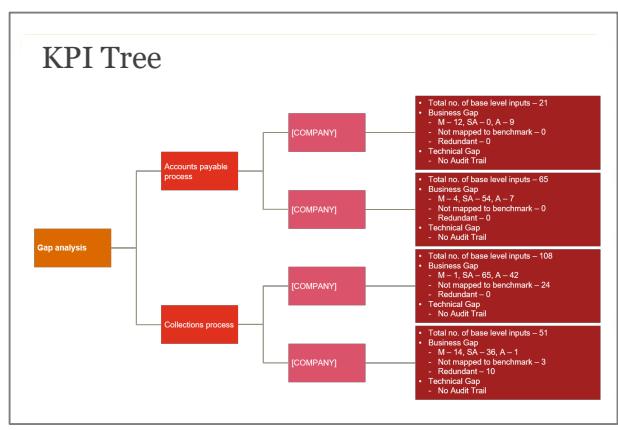 KPI Tree
Gap analysis
Accounts payable
process
[COMPANY]
• Total no. of base level inputs – 21
• Business Gap
- M – 12, SA – 0, A – 9
- Not mapped to benchmark – 0
- Redundant – 0
• Technical Gap
- No Audit Trail
[COMPANY]
• Total no. of base level inputs – 65
• Business Gap
- M – 4, SA – 54, A – 7
- Not mapped to benchmark – 0
- Redundant – 0
• Technical Gap
- No Audit Trail
Collections process
[COMPANY]
• Total no. of base level inputs – 108
• Business Gap
- M – 1, SA – 65, A – 42
- Not mapped to benchmark – 24
- Redundant – 0
• Technical Gap
- No Audit Trail
[COMPANY]
• Total no. of base level inputs – 51
• Business Gap
- M – 14, SA – 36, A – 1
- Not mapped to benchmark – 3
- Redundant – 10
• Technical Gap
- No Audit Trail